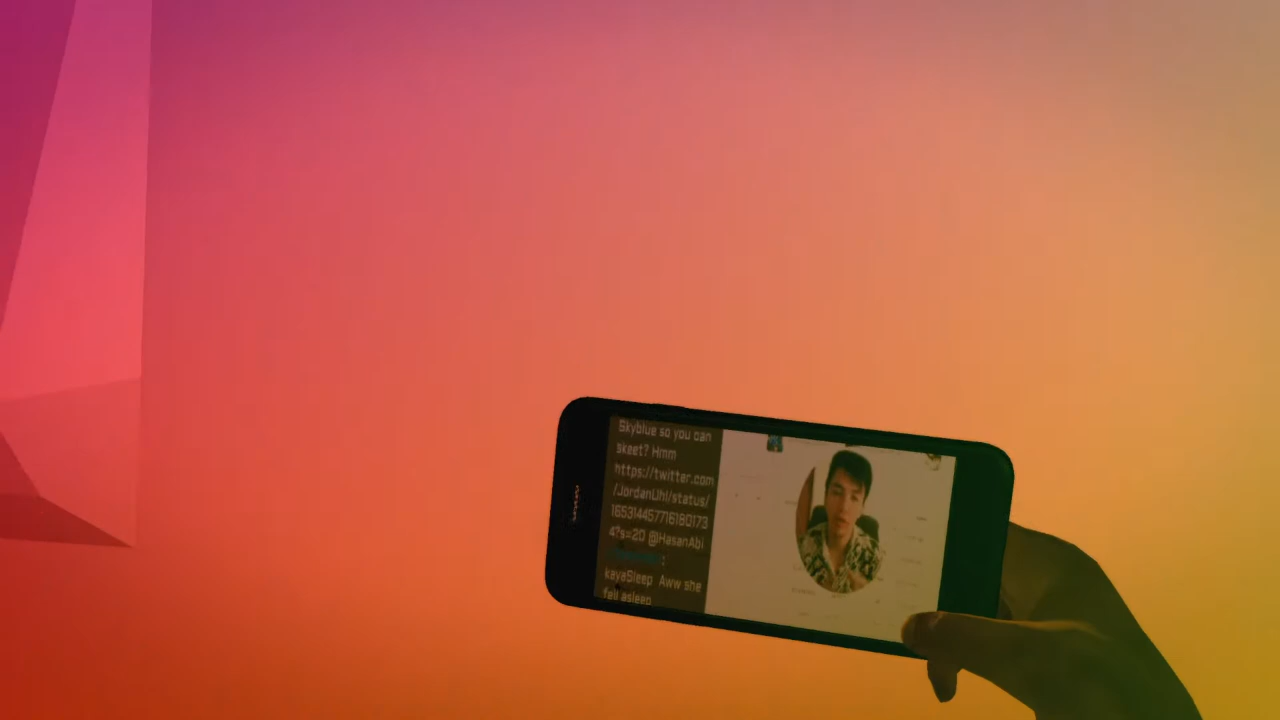 Skyblue so you can
skeet? Hmm
https://twitter.com
/JordanUhl/status/
165314457716180173
4?s=20 @HasanAbi
:
kayaSleep Aww she
fell asleep